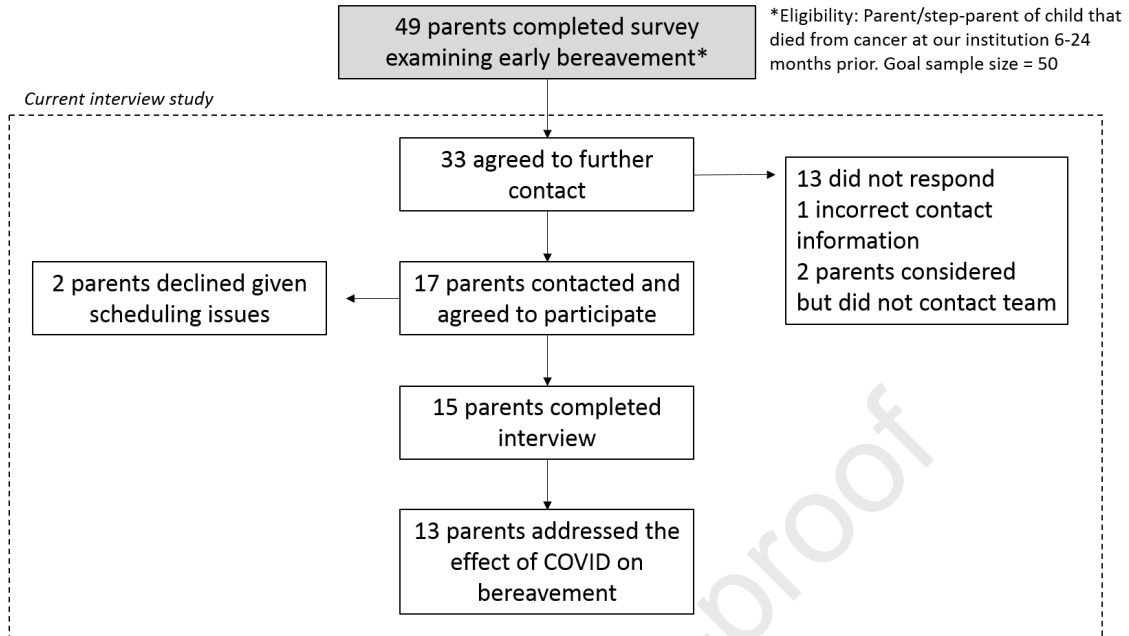 49 parents completed survey
examining early bereavement*
*Eligibility: Parent/step-parent of child that
died from cancer at our institution 6-24
months prior. Goal sample size = 50
Current interview study
33 agreed to further
contact
13 did not respond
1 incorrect contact
information
2 parents considered
but did not contact team
2 parents declined given
scheduling issues
17 parents contacted and
agreed to participate
15 parents completed
interview
13 parents addressed the
effect of COVID on
bereavement
proof